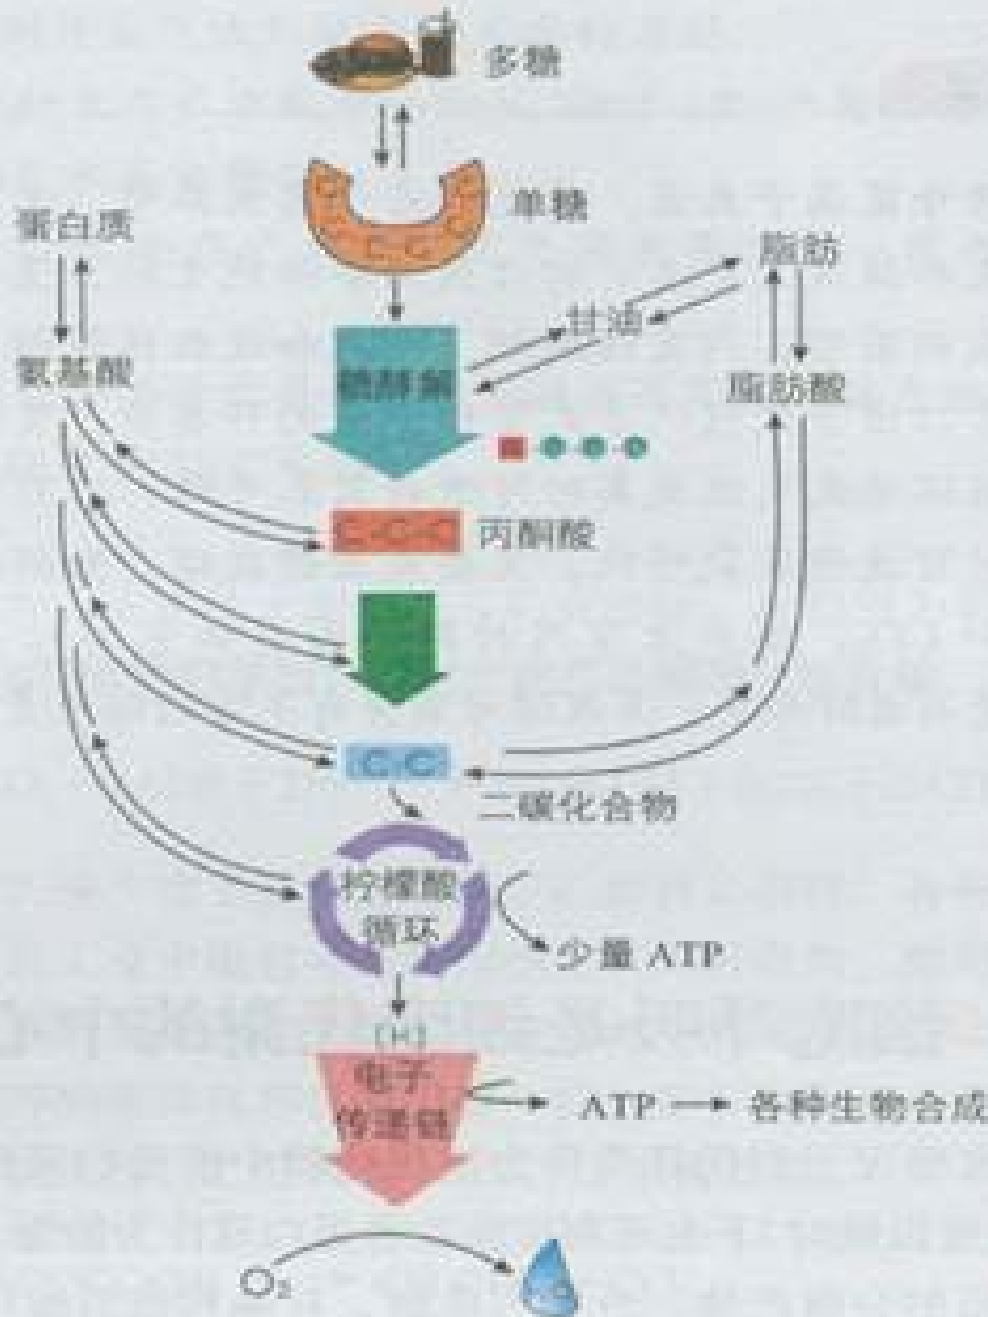 多糖
单糖
蛋白质
脂肪
甘油
氨基酸
糖酵解
脂肪酸
C-C-C
丙酮酸
C-C
二碳化合物
柠檬酸
循环
少量 ATP
[H]
电子
传递链
ATP
各种生物合成
O₂